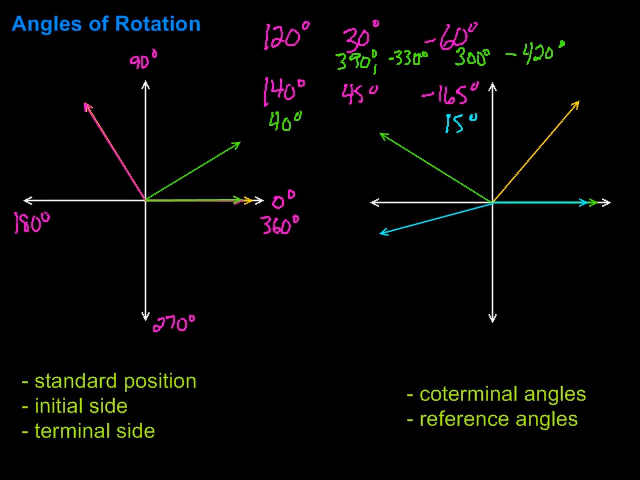 Angles of Rotation
120° 30° -60°
390°, -330° 300° -420°
90°
140° 45° -165°
40° 15°
0°
180° 360°
270°
- standard position
- initial side
- terminal side
- coterminal angles
- reference angles